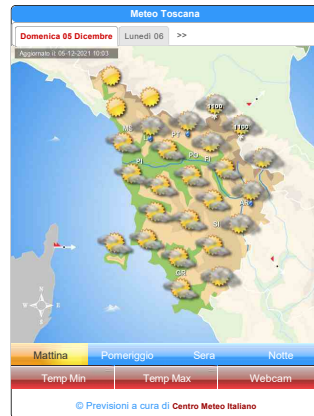 Meteo Toscana
Domenica 05 Dicembre
Lunedì 06
>>
Aggiornato il: 05-12-2021 10:03
1100
1100
MS
PT
PO
FI
PI
AR
SI
GR
W
E
Mattina
Pomeriggio
Sera
Notte
Temp Min
Temp Max
Webcam
© Previsioni a cura di Centro Meteo Italiano